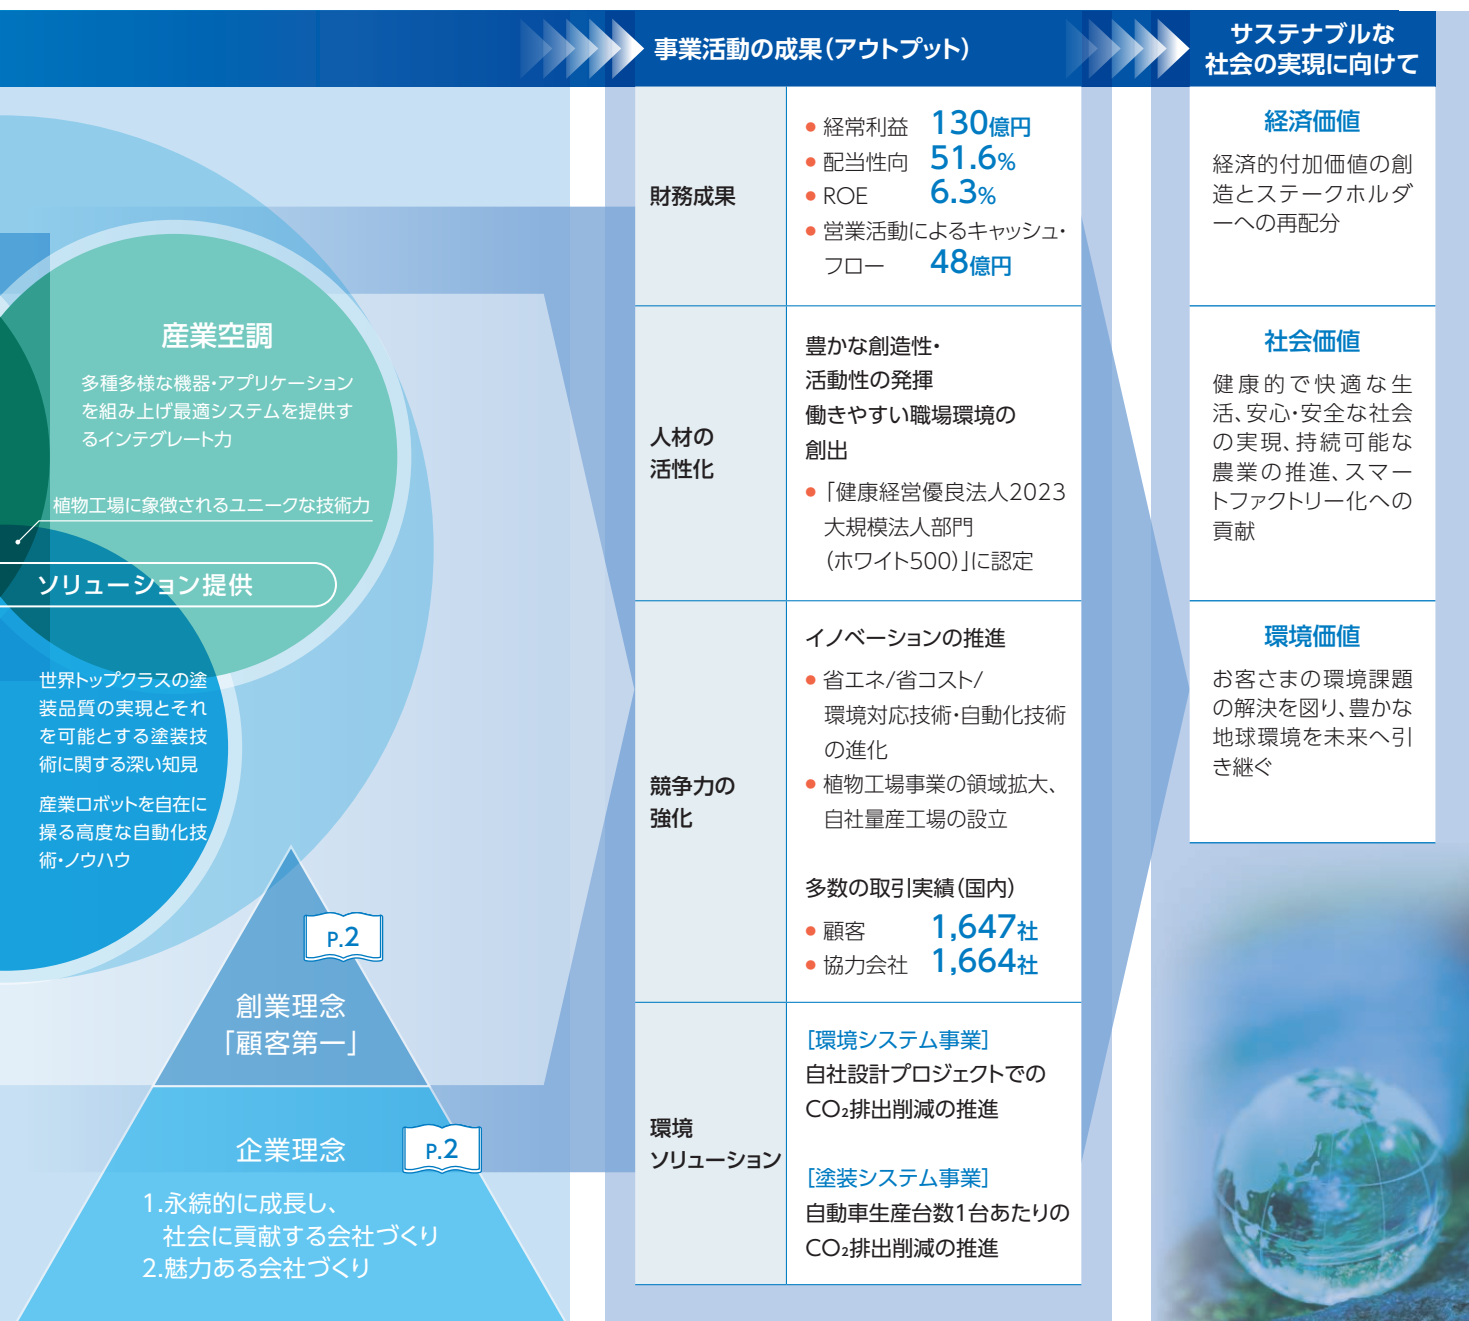 事業活動の成果（アウトプット）
サステナブルな
社会の実現に向けて
産業空調
多種多様な機器・アプリケーション
を組み上げ最適システムを提供す
るインテグレート力
植物工場に象徴されるユニークな技術力
ソリューション提供
世界トップクラスの塗
装品質の実現とそれ
を可能とする塗装技
術に関する深い知見
産業ロボットを自在に
操る高度な自動化技
術・ノウハウ
P.2
創業理念
「顧客第一」
企業理念
P.2
1.永続的に成長し、
社会に貢献する会社づくり
2.魅力ある会社づくり
財務成果
● 経常利益 130億円
● 配当性向 51.6%
● ROE 6.3%
● 営業活動によるキャッシュ・
フロー 48億円
人材の
活性化
豊かな創造性・
活動性の発揮
働きやすい職場環境の
創出
● 「健康経営優良法人2023
大規模法人部門
（ホワイト500）」に認定
競争力の
強化
イノベーションの推進
● 省エネ/省コスト/
環境対応技術・自動化技術
の進化
● 植物工場事業の領域拡大、
自社量産工場の設立
多数の取引実績（国内）
● 顧客 1,647社
● 協力会社 1,664社
環境
ソリューション
［環境システム事業］
自社設計プロジェクトでの
CO₂排出削減の推進
［塗装システム事業］
自動車生産台数1台あたりの
CO₂排出削減の推進
経済価値
経済的付加価値の創
造とステークホルダ
ーへの再配分
社会価値
健康的で快適な生
活、安心・安全な社会
の実現、持続可能な
農業の推進、スマー
トファクトリー化への
貢献
環境価値
お客さまの環境課題
の解決を図り、豊かな
地球環境を未来へ引
き継ぐ